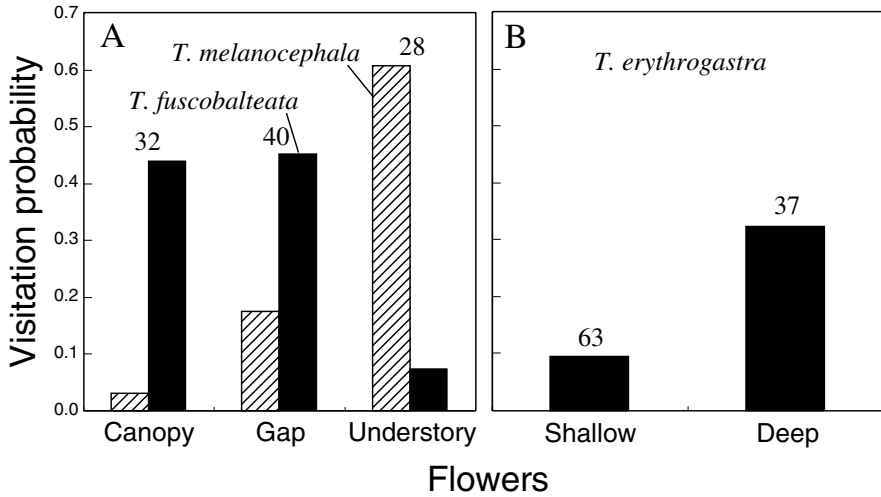 Visitation probability
0.7
0.6
0.5
0.4
0.3
0.2
0.1
0.0
A
T. melanocephala
T. fuscobalteata
32
40
28
Canopy
Gap
Understory
B
T. erythrogastra
63
37
Shallow
Deep
Flowers